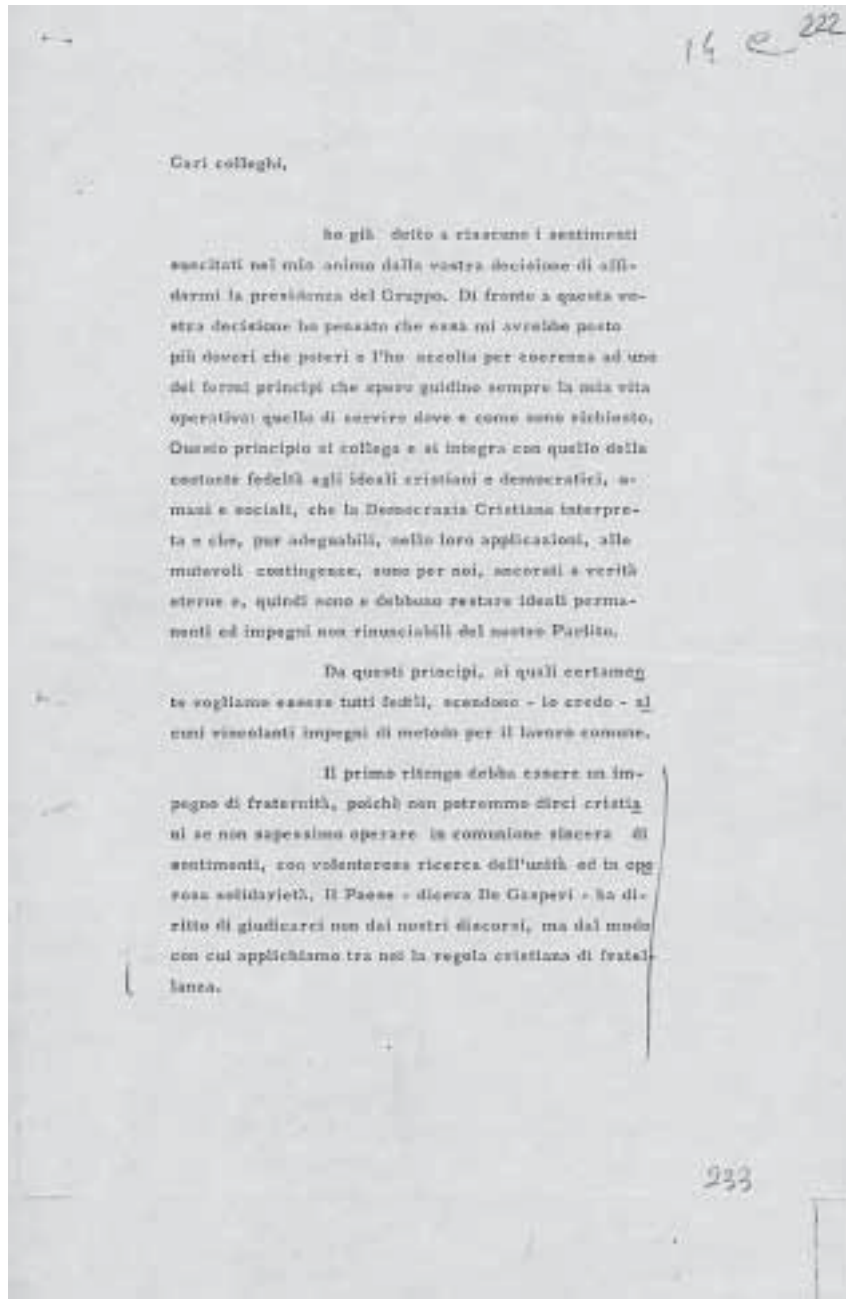 14 e 222
Cari colleghi,
ho già detto a ciascuno i sentimenti
suscitati nel mio animo dalla vostra decisione di affi-
darmi la presidenza del Gruppo. Di fronte a questa vo-
stra decisione ho pensato che essa mi avrebbe posto
più doveri che poteri e l'ho accolta per coerenza ad uno
dei fermi principi che spero guidino sempre la mia vita
operativa: quello di servire dove e come sono richiesto.
Questo principio si collega e si integra con quello della
costante fedeltà agli ideali cristiani e democratici, u-
mani e sociali, che la Democrazia Cristiana interpre-
ta e che, pur adeguabili, nelle loro applicazioni, alle
mutevoli contingenze, sono per noi, ancorati a verità
eterne e, quindi sono e debbono restare ideali perma-
nenti ed impegni non rinunciabili del nostro Partito.
Da questi principi, ai quali certamen
te vogliamo essere tutti fedeli, scendono - io credo - al
cuni vincolanti impegni di metodo per il lavoro comune.
Il primo ritengo debba essere un im-
pegno di fraternità, poichè non potremmo dirci cristia
ni se non sapessimo operare in comunione sincera di
sentimenti, con volenterosa ricerca dell'unità ed in ope
rosa solidarietà. Il Paese - diceva De Gasperi - ha di-
ritto di giudicarci non dai nostri discorsi, ma dal modo
con cui applichiamo tra noi la regola cristiana di fratel-
lanza.
233